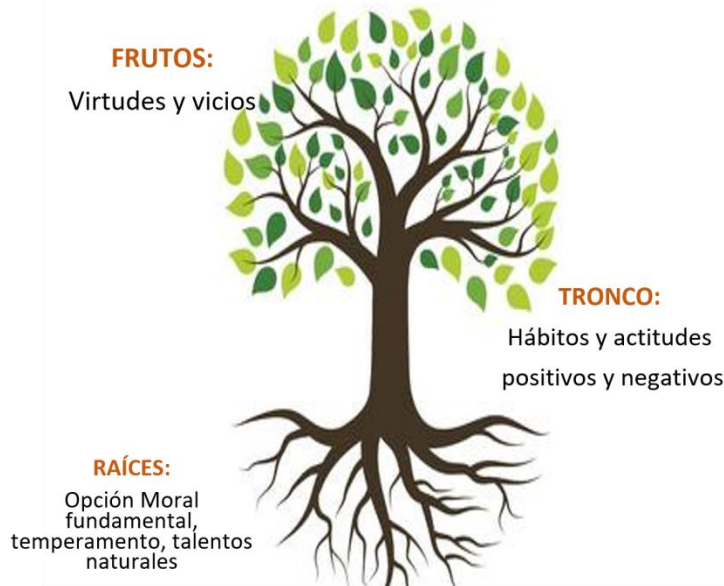 FRUTOS:
Virtudes y vicios
TRONCO:
Hábitos y actitudes
positivos y negativos
RAÍCES:
Opción Moral
fundamental,
temperamento, talentos
naturales